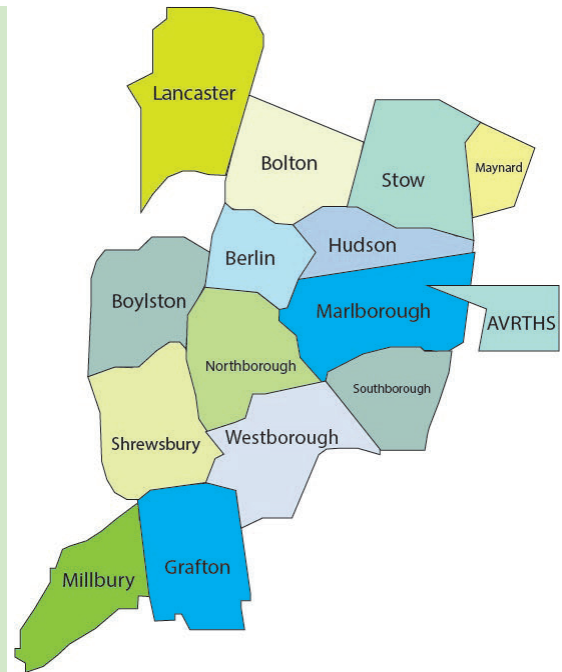 Lancaster
Bolton
Stow
Maynard
Berlin
Hudson
Boylston
Marlborough
AVRTHS
Northborough
Southborough
Shrewsbury
Westborough
Grafton
Millbury